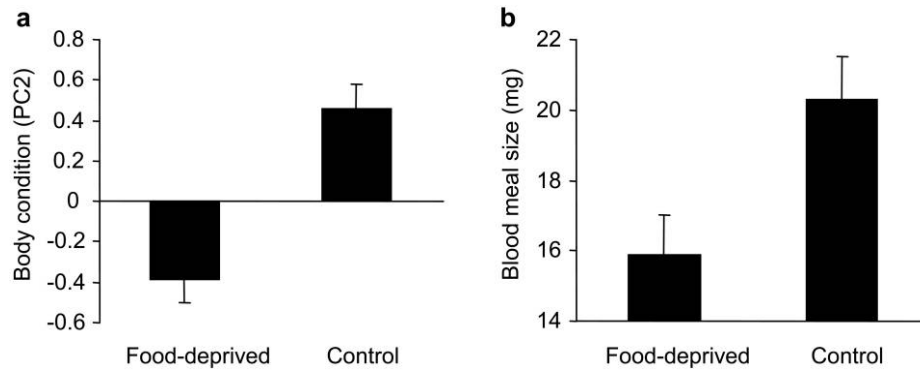 a
Body condition (PC2)
0.8
0.6
0.4
0.2
0
-0.2
-0.4
-0.6
Food-deprived
Control
b
Blood meal size (mg)
22
20
18
16
14
Food-deprived
Control